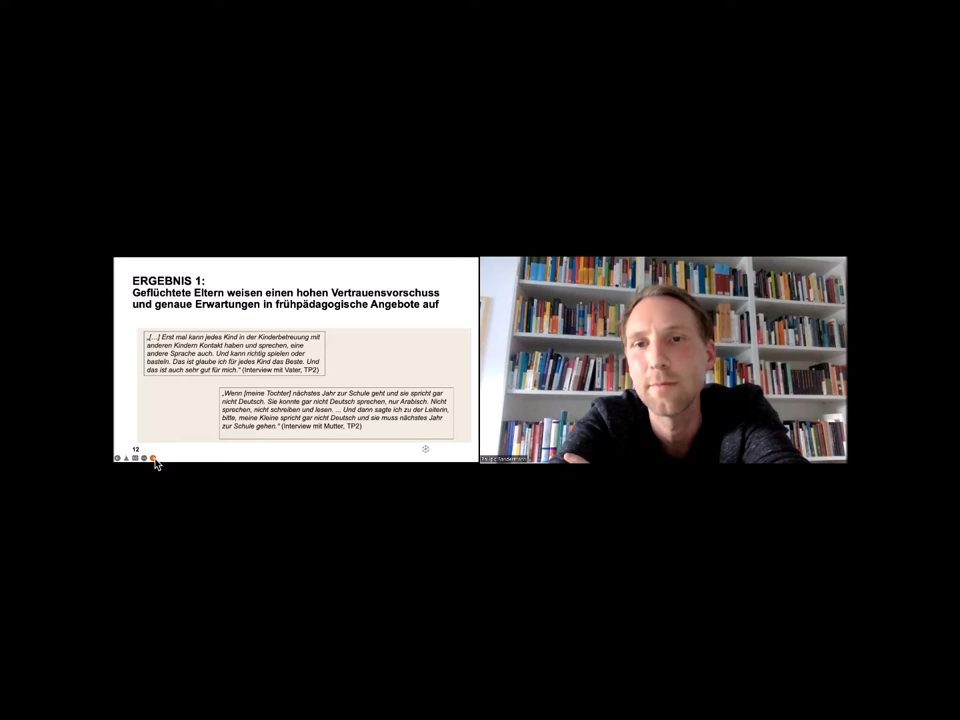 ERGEBNIS 1:
Geflüchtete Eltern weisen einen hohen Vertrauensvorschuss
und genaue Erwartungen in frühpädagogische Angebote auf
„[…] Erst mal kann jedes Kind in der Kinderbetreuung mit
anderen Kindern Kontakt haben und sprechen, eine
andere Sprache auch. Und kann richtig spielen oder
basteln. Das ist glaube ich für jedes Kind das Beste. Und
das ist auch sehr gut für mich.“ (Interview mit Vater, TP2)
„Wenn [meine Tochter] nächstes Jahr zur Schule geht und sie spricht gar
nicht Deutsch. Sie konnte gar nicht Deutsch sprechen, nur Arabisch. Nicht
sprechen, nicht schreiben und lesen. ... Und dann sagte ich zu der Leiterin,
bitte, meine Kleine spricht gar nicht Deutsch und sie muss nächstes Jahr
zur Schule gehen.“ (Interview mit Mutter, TP2)
12
Sandermann